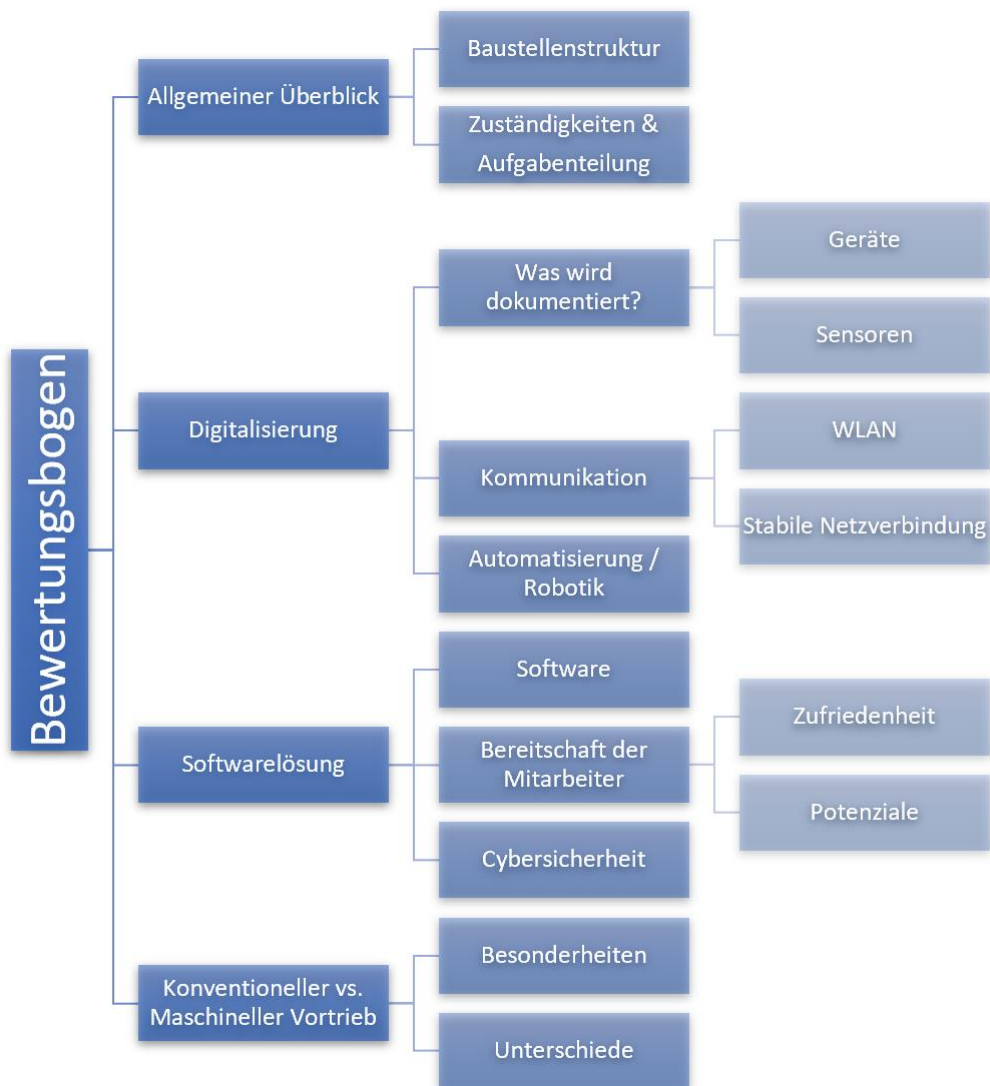 Bewertungsbogen
Allgemeiner Überblick
Baustellenstruktur
Zuständigkeiten &
Aufgabenteilung
Digitalisierung
Was wird
dokumentiert?
Geräte
Sensoren
Kommunikation
WLAN
Stabile Netzverbindung
Automatisierung /
Robotik
Softwarelösung
Software
Bereitschaft der
Mitarbeiter
Zufriedenheit
Potenziale
Cybersicherheit
Konventioneller vs.
Maschineller Vortrieb
Besonderheiten
Unterschiede